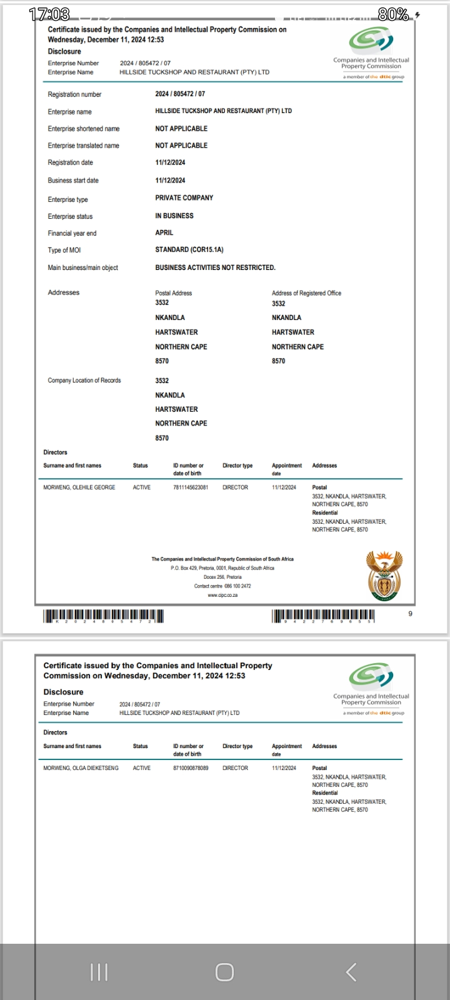 17:03
80%
Certificate issued by the Companies and Intellectual Property Commission on
Wednesday, December 11, 2024 12:53
Disclosure
Enterprise Number 2024 / 805472 / 07
Enterprise Name HILLSIDE TUCKSHOP AND RESTAURANT (PTY) LTD
Companies and Intellectual
Property Commission
a member of the dtic group
Registration number 2024 / 805472 / 07
Enterprise name HILLSIDE TUCKSHOP AND RESTAURANT (PTY) LTD
Enterprise shortened name NOT APPLICABLE
Enterprise translated name NOT APPLICABLE
Registration date 11/12/2024
Business start date 11/12/2024
Enterprise type PRIVATE COMPANY
Enterprise status IN BUSINESS
Financial year end APRIL
Type of MOI STANDARD (COR15.1A)
Main business/main object BUSINESS ACTIVITIES NOT RESTRICTED.
Addresses Postal Address Address of Registered Office
3532 3532
NKANDLA NKANDLA
HARTSWATER HARTSWATER
NORTHERN CAPE NORTHERN CAPE
8570 8570
Company Location of Records 3532
NKANDLA
HARTSWATER
NORTHERN CAPE
8570
Directors
Surname and first names Status ID number or Director type Appointment Addresses
date of birth date
MORWENG, OLEHILE GEORGE ACTIVE 7811145623081 DIRECTOR 11/12/2024 Postal
3532, NKANDLA, HARTSWATER,
NORTHERN CAPE, 8570
Residential
3532, NKANDLA, HARTSWATER,
NORTHERN CAPE, 8570
The Companies and Intellectual Property Commission of South Africa
P.O. Box 429, Pretoria, 0001, Republic of South Africa
Docex 256, Pretoria
Contact centre 086 100 2472
www.cipc.co.za
K 2 0 2 4 8 0 5 4 7 2 9 4 2 2 7 6 9 6 5 5 9
Certificate issued by the Companies and Intellectual Property
Commission on Wednesday, December 11, 2024 12:53
Disclosure
Enterprise Number 2024 / 805472 / 07
Enterprise Name HILLSIDE TUCKSHOP AND RESTAURANT (PTY) LTD
Companies and Intellectual
Property Commission
a member of the dtic group
Directors
Surname and first names Status ID number or Director type Appointment Addresses
date of birth date
MORWENG, OLGA DIEKETSENG ACTIVE 8710090878089 DIRECTOR 11/12/2024 Postal
3532, NKANDLA, HARTSWATER,
NORTHERN CAPE, 8570
Residential
3532, NKANDLA, HARTSWATER,
NORTHERN CAPE, 8570